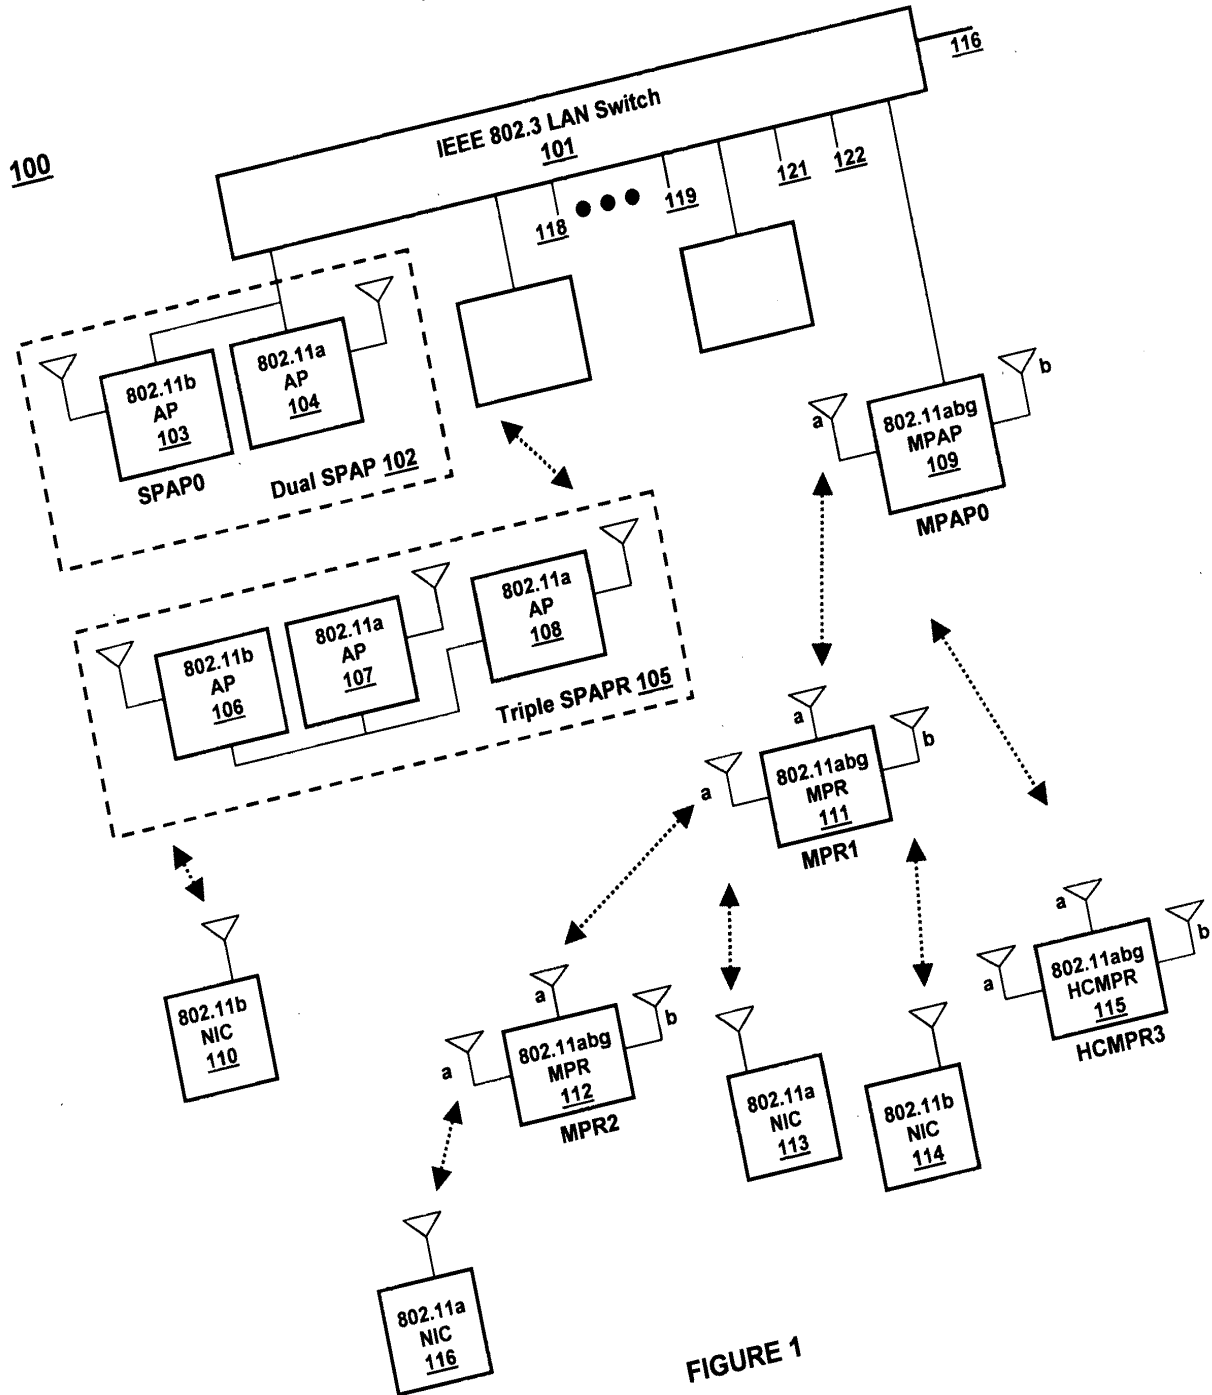 100
IEEE 802.3 LAN Switch
101
116
118
119
121
122
802.11b
AP
103
SPAP0
802.11a
AP
104
Dual SPAP 102
802.11abg
MPAP
109
MPAP0
a
b
802.11b
AP
106
802.11a
AP
107
802.11a
AP
108
Triple SPAPR 105
a
a
b
802.11abg
MPR
111
MPR1
802.11b
NIC
110
a
a
b
802.11abg
MPR
112
MPR2
802.11a
NIC
113
802.11b
NIC
114
a
a
b
802.11abg
HCMPR
115
HCMPR3
802.11a
NIC
116
FIGURE 1